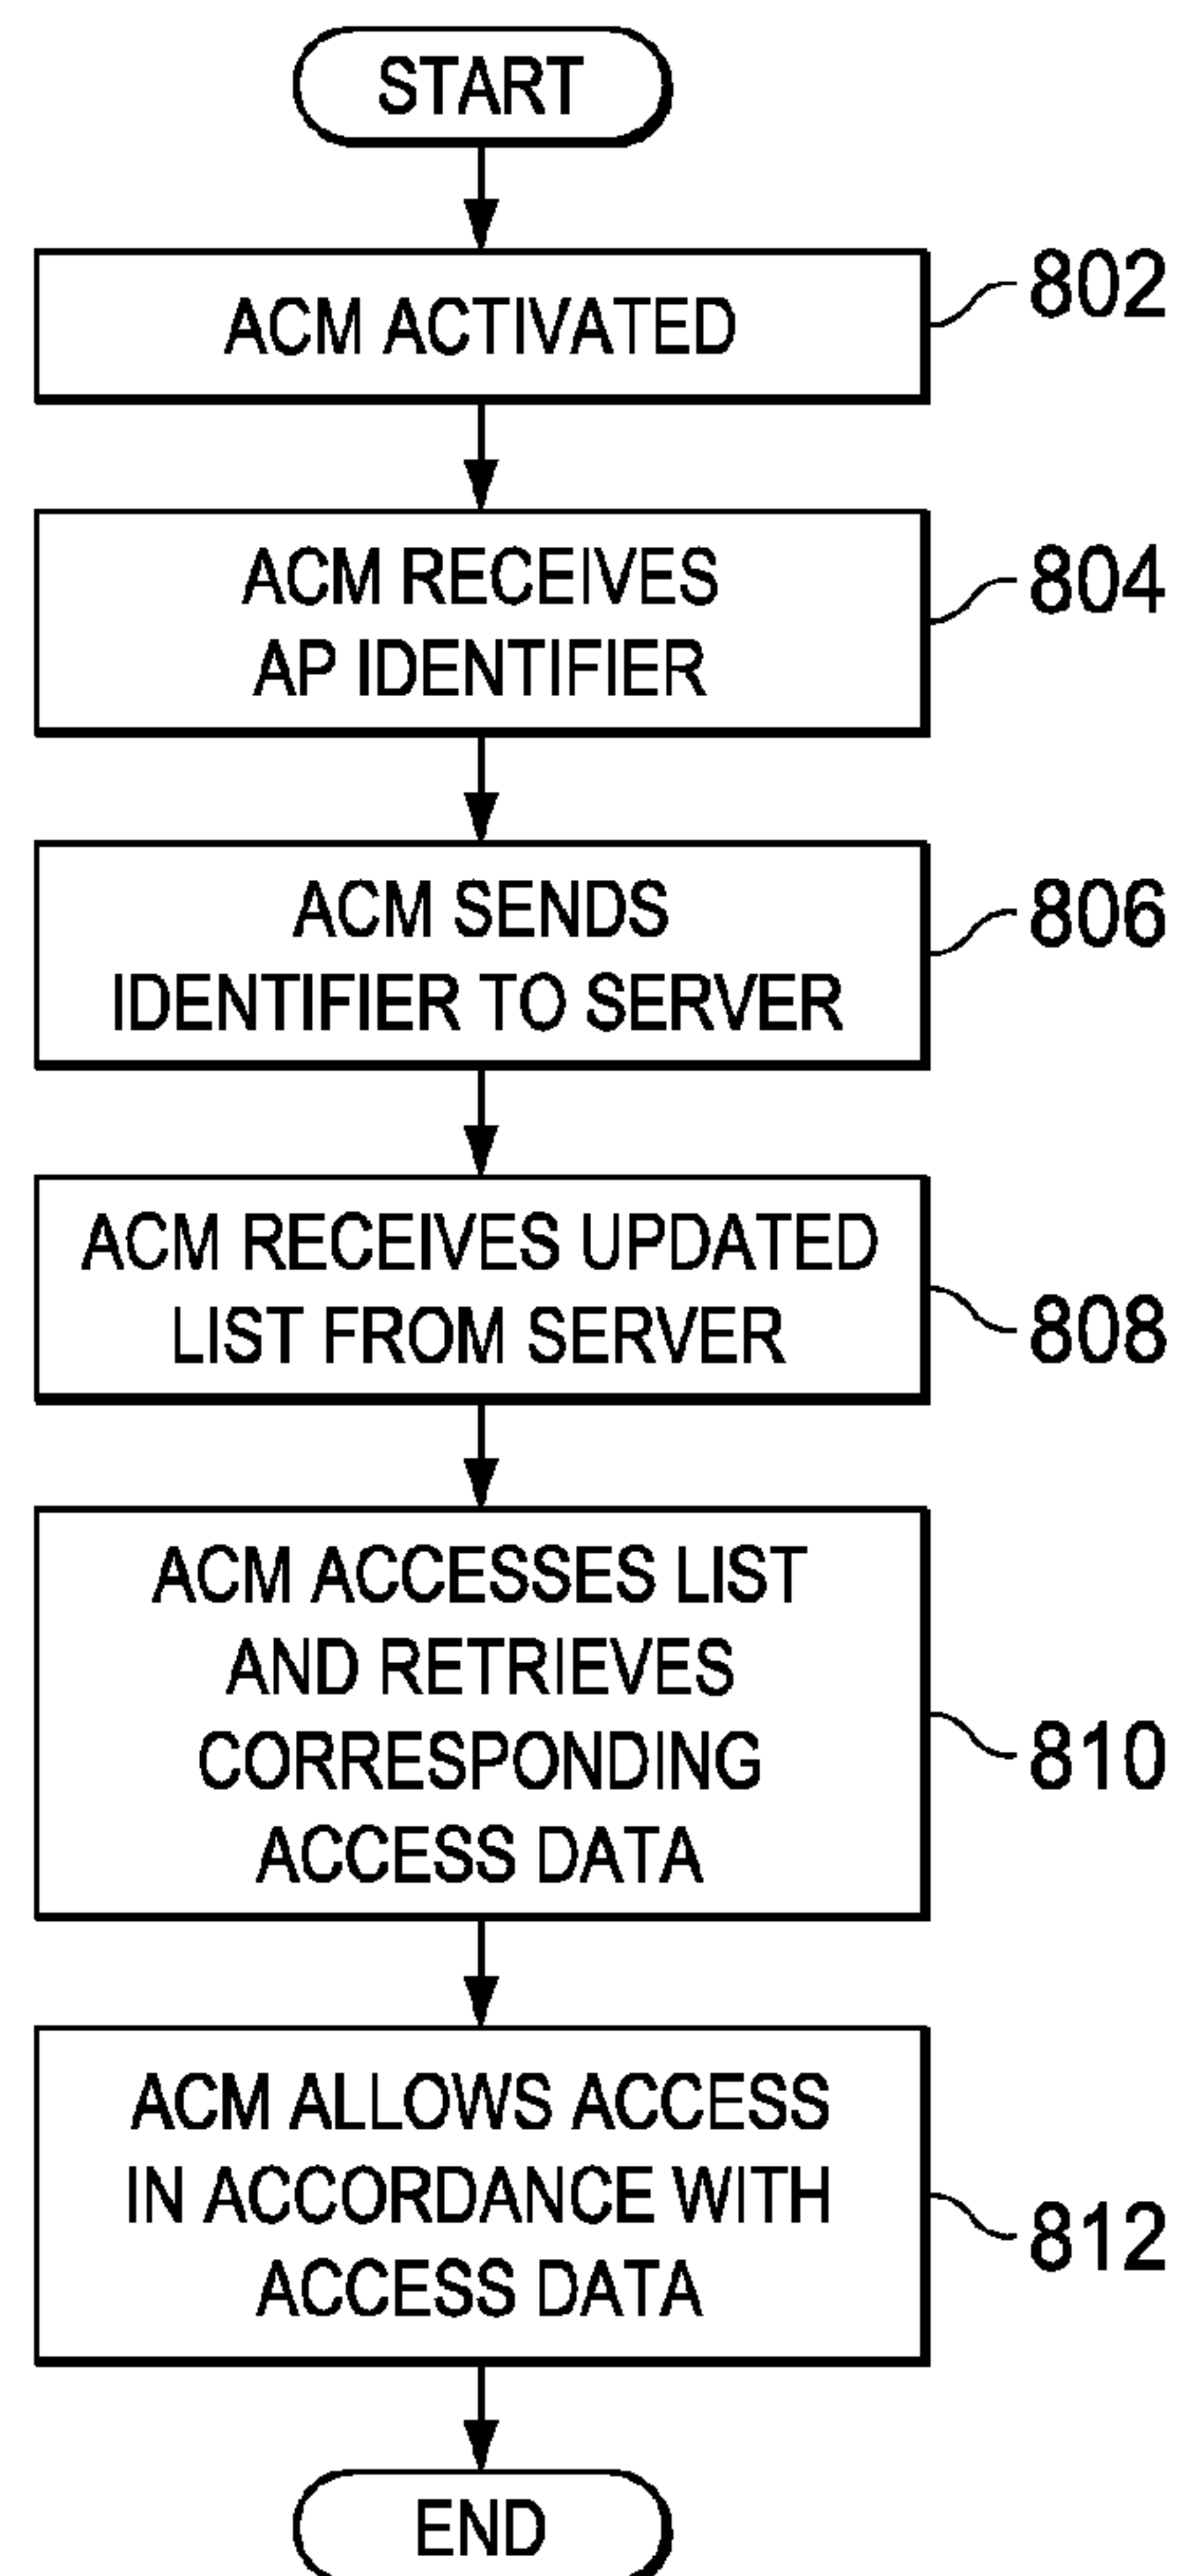 START
ACM ACTIVATED
802
ACM RECEIVES
AP IDENTIFIER
804
ACM SENDS
IDENTIFIER TO SERVER
806
ACM RECEIVES UPDATED
LIST FROM SERVER
808
ACM ACCESSES LIST
AND RETRIEVES
CORRESPONDING
ACCESS DATA
810
ACM ALLOWS ACCESS
IN ACCORDANCE WITH
ACCESS DATA
812
END